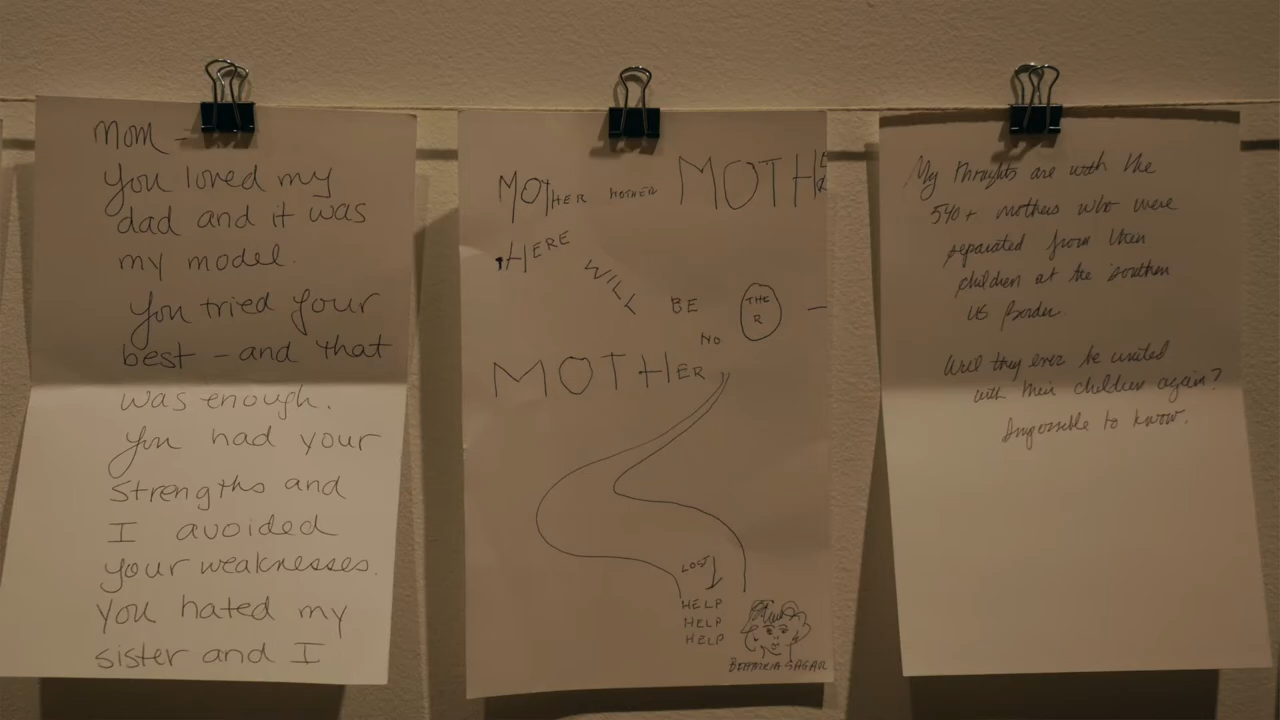 Mom -
You loved my
dad and it was
my model.
You tried your
best - and that
was enough.
You had your
strengths and
I avoided
your weaknesses.
You hated my
sister and I
MOTHER MOTHER MOTHER
HERE
WILL
BE
THE
R
NO
MOTHER
LOST
HELP
HELP
HELP
SAGAR
My thoughts are with the
540+ mothers who were
separated from their
children at the southern
US Border.
Will they ever be united
with their children again?
Impossible to know.